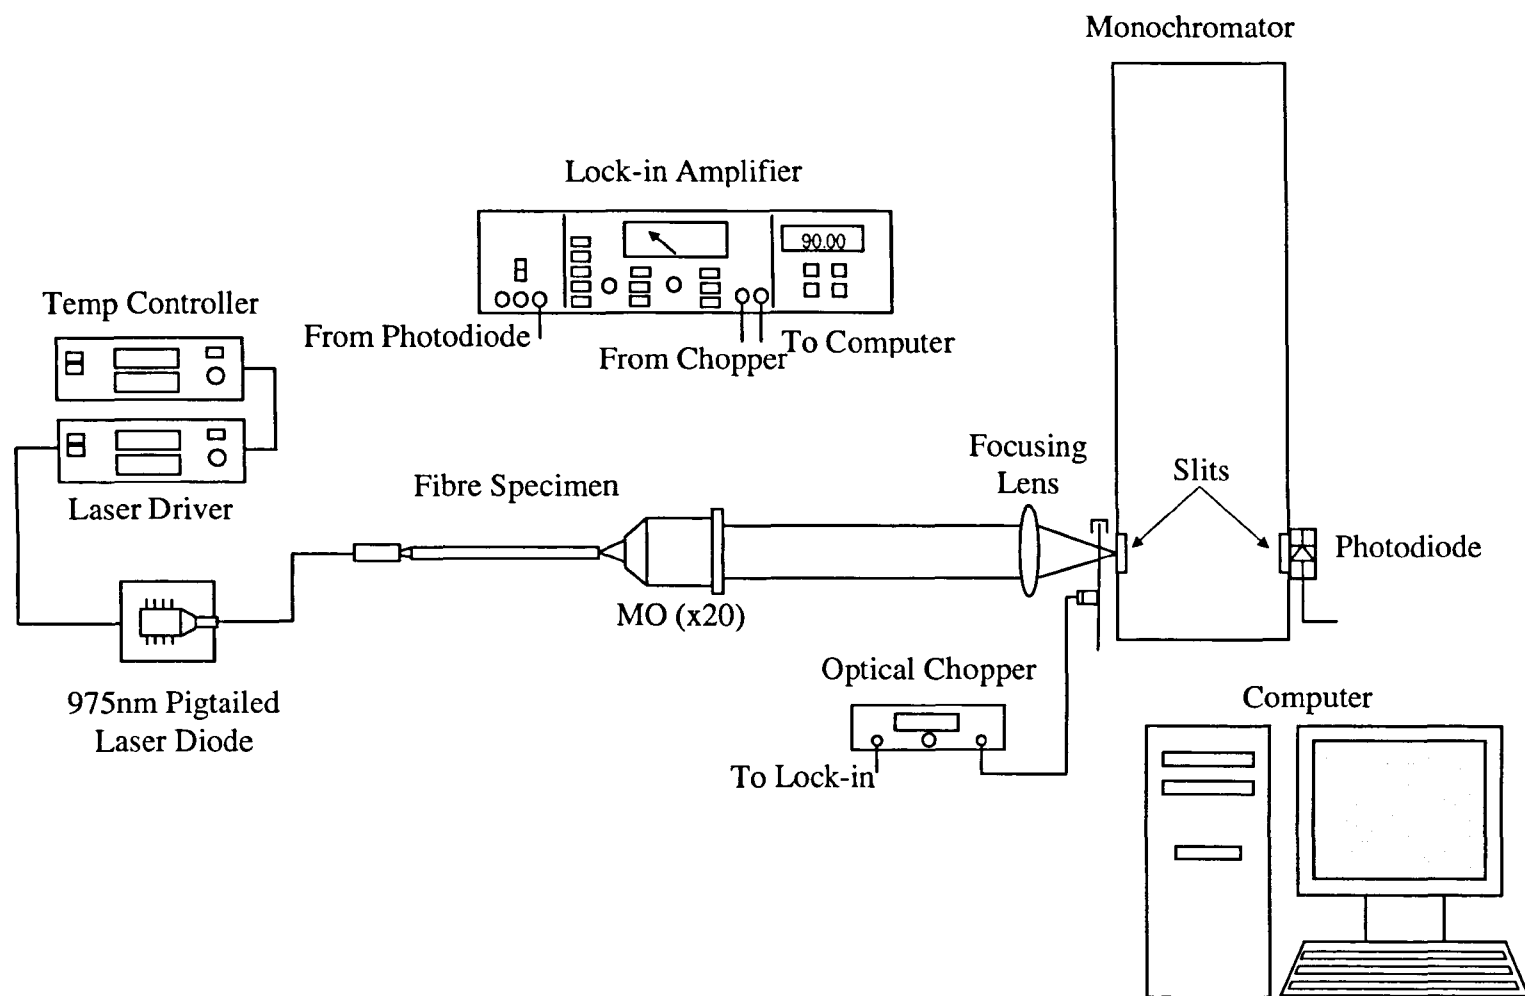 Monochromator
Lock-in Amplifier
90.00
Temp Controller
From Photodiode
From Chopper
To Computer
Laser Driver
Fibre Specimen
Focusing
Lens
Slits
Photodiode
MO (x20)
975nm Pigtailed
Laser Diode
Optical Chopper
To Lock-in
Computer